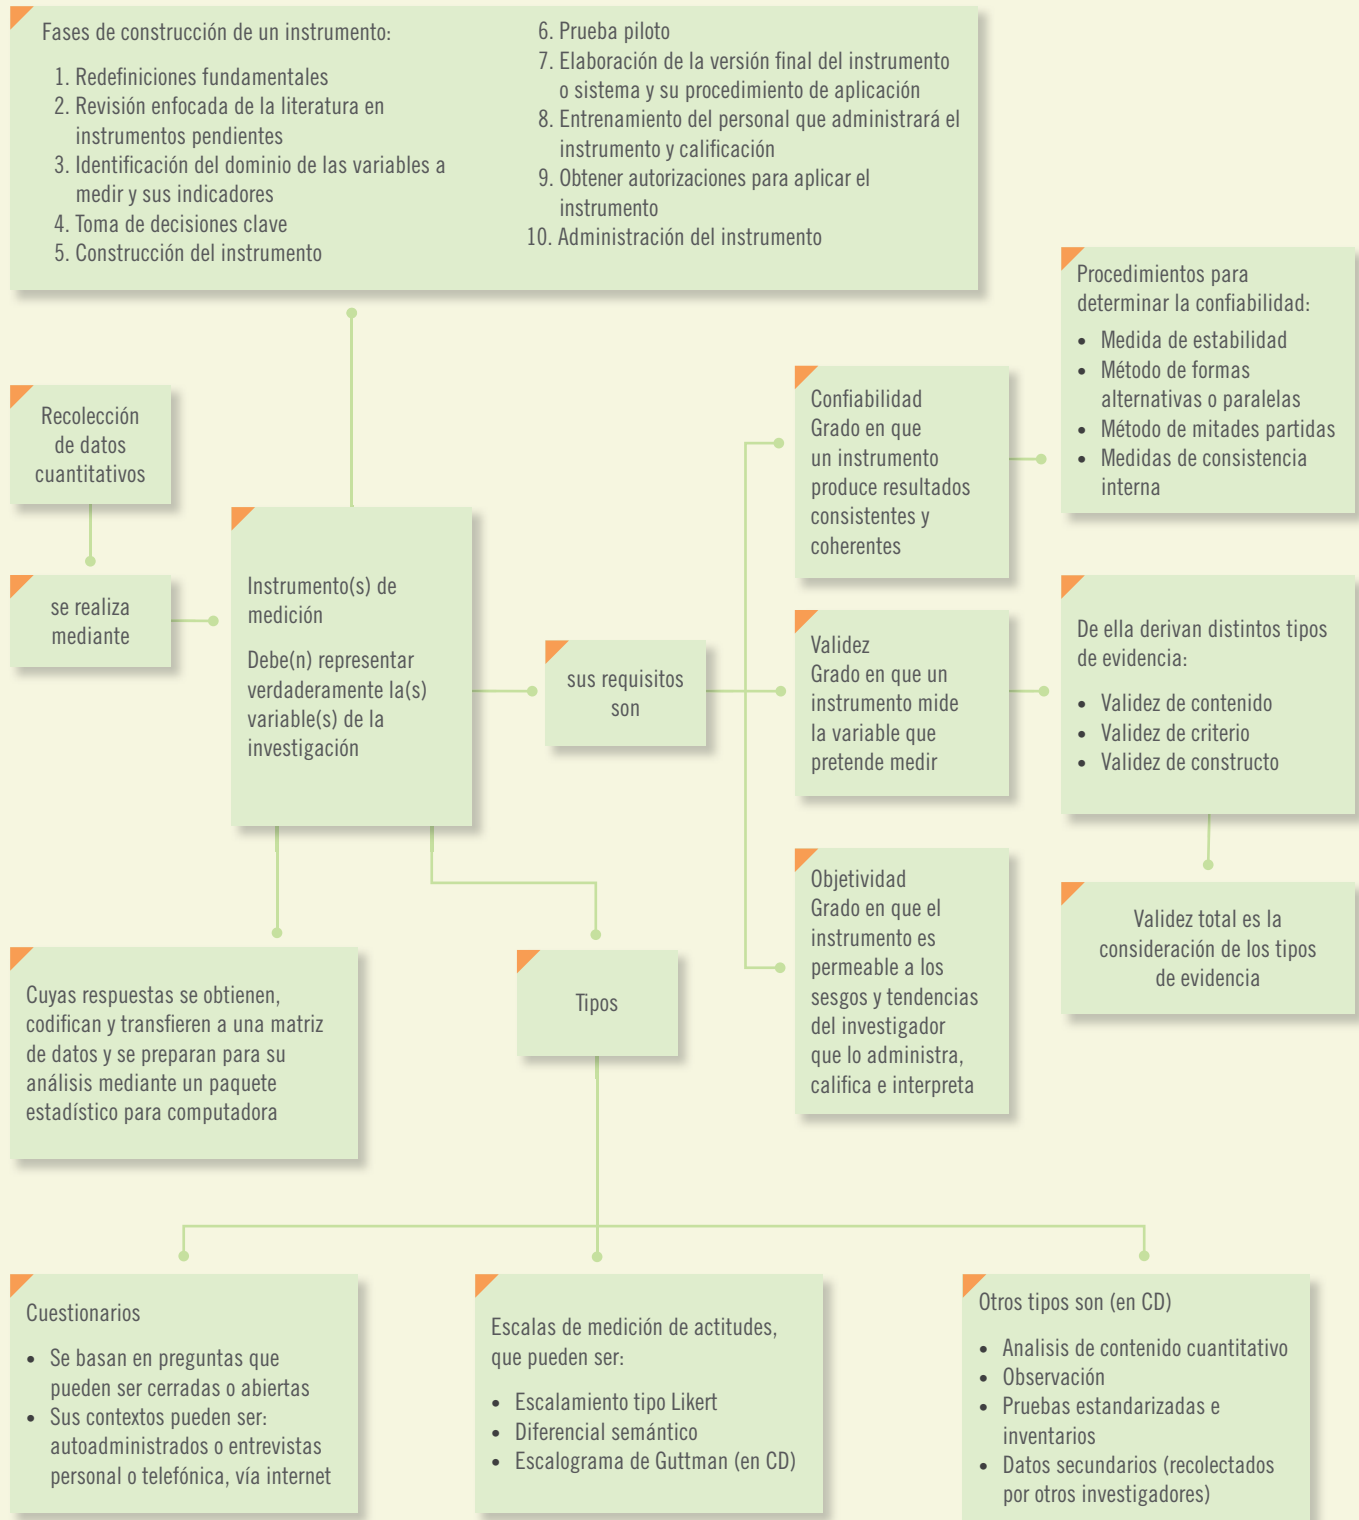 Fases de construcción de un instrumento:
1. Redefiniciones fundamentales
2. Revisión enfocada de la literatura en
instrumentos pendientes
3. Identificación del dominio de las variables a
medir y sus indicadores
4. Toma de decisiones clave
5. Construcción del instrumento
6. Prueba piloto
7. Elaboración de la versión final del instrumento
o sistema y su procedimiento de aplicación
8. Entrenamiento del personal que administrará el
instrumento y calificación
9. Obtener autorizaciones para aplicar el
instrumento
10. Administración del instrumento
Recolección
de datos
cuantitativos
se realiza
mediante
Instrumento(s) de
medición
Debe(n) representar
verdaderamente la(s)
variable(s) de la
investigación
sus requisitos
son
Confiabilidad
Grado en que
un instrumento
produce resultados
consistentes y
coherentes
Procedimientos para
determinar la confiabilidad:
• Medida de estabilidad
• Método de formas
alternativas o paralelas
• Método de mitades partidas
• Medidas de consistencia
interna
Validez
Grado en que un
instrumento mide
la variable que
pretende medir
De ella derivan distintos tipos
de evidencia:
• Validez de contenido
• Validez de criterio
• Validez de constructo
Validez total es la
consideración de los tipos
de evidencia
Objetividad
Grado en que el
instrumento es
permeable a los
sesgos y tendencias
del investigador
que lo administra,
califica e interpreta
Cuyas respuestas se obtienen,
codifican y transfieren a una matriz
de datos y se preparan para su
análisis mediante un paquete
estadístico para computadora
Tipos
Cuestionarios
• Se basan en preguntas que
pueden ser cerradas o abiertas
• Sus contextos pueden ser:
autoadministrados o entrevistas
personal o telefónica, vía internet
Escalas de medición de actitudes,
que pueden ser:
• Escalamiento tipo Likert
• Diferencial semántico
• Escalograma de Guttman (en CD)
Otros tipos son (en CD)
• Analisis de contenido cuantitativo
• Observación
• Pruebas estandarizadas e
inventarios
• Datos secundarios (recolectados
por otros investigadores)